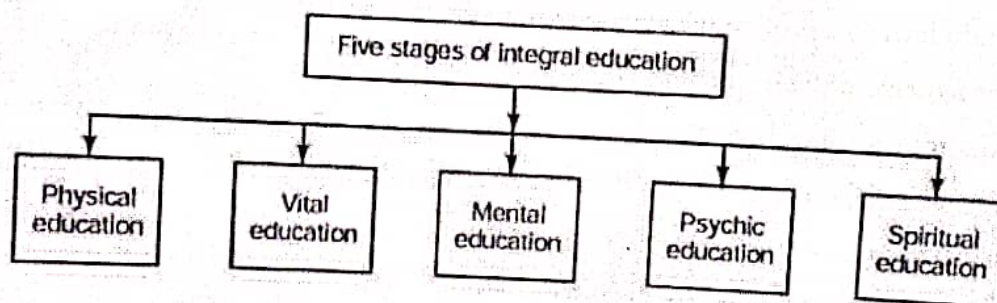 Five stages of integral education
Physical
education
Vital
education
Mental
education
Psychic
education
Spiritual
education